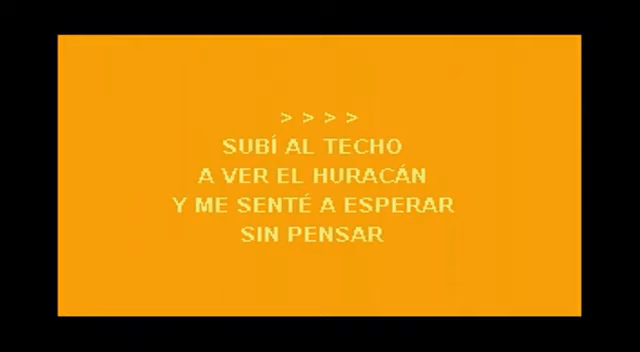 > > > >
SUBÍ AL TECHO
A VER EL HURACÁN
Y ME SENTÉ A ESPERAR
SIN PENSAR